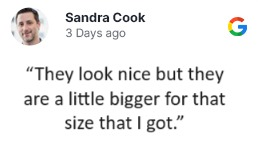 Sandra Cook
3 Days ago
“They look nice but they
are a little bigger for that
size that I got.”